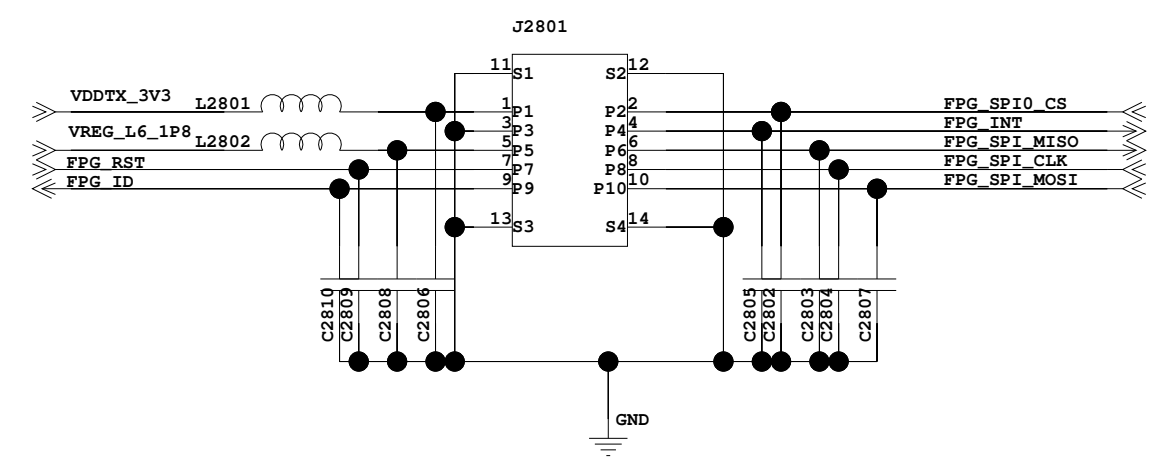 J2801
11 S1 S2 12
VDDTX_3V3 L2801 1 P1 P2 2 FPG_SPI0_CS
3 P3 P4 4 FPG_INT
VREG_L6_1P8 L2802 5 P5 P6 6 FPG_SPI_MISO
FPG_RST 7 P7 P8 8 FPG_SPI_CLK
FPG_ID 9 P9 P10 10 FPG_SPI_MOSI
13 S3 S4 14
C2810
C2809
C2808
C2806
C2805
C2802
C2803
C2804
C2807
GND